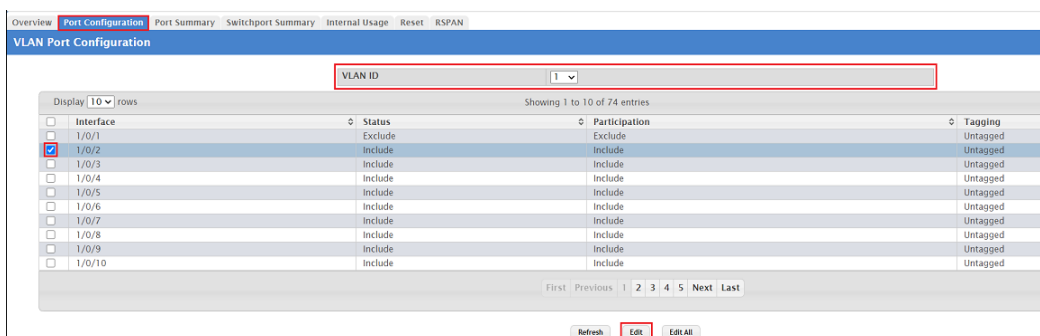 Overview Port Configuration Port Summary Switchport Summary Internal Usage Reset RSPAN
VLAN Port Configuration
VLAN ID 1
Display 10 rows Showing 1 to 10 of 74 entries
Interface Status Participation Tagging
1/0/1 Exclude Exclude Untagged
1/0/2 Include Include Untagged
1/0/3 Include Include Untagged
1/0/4 Include Include Untagged
1/0/5 Include Include Untagged
1/0/6 Include Include Untagged
1/0/7 Include Include Untagged
1/0/8 Include Include Untagged
1/0/9 Include Include Untagged
1/0/10 Include Include Untagged
First Previous 1 2 3 4 5 Next Last
Refresh Edit Edit All